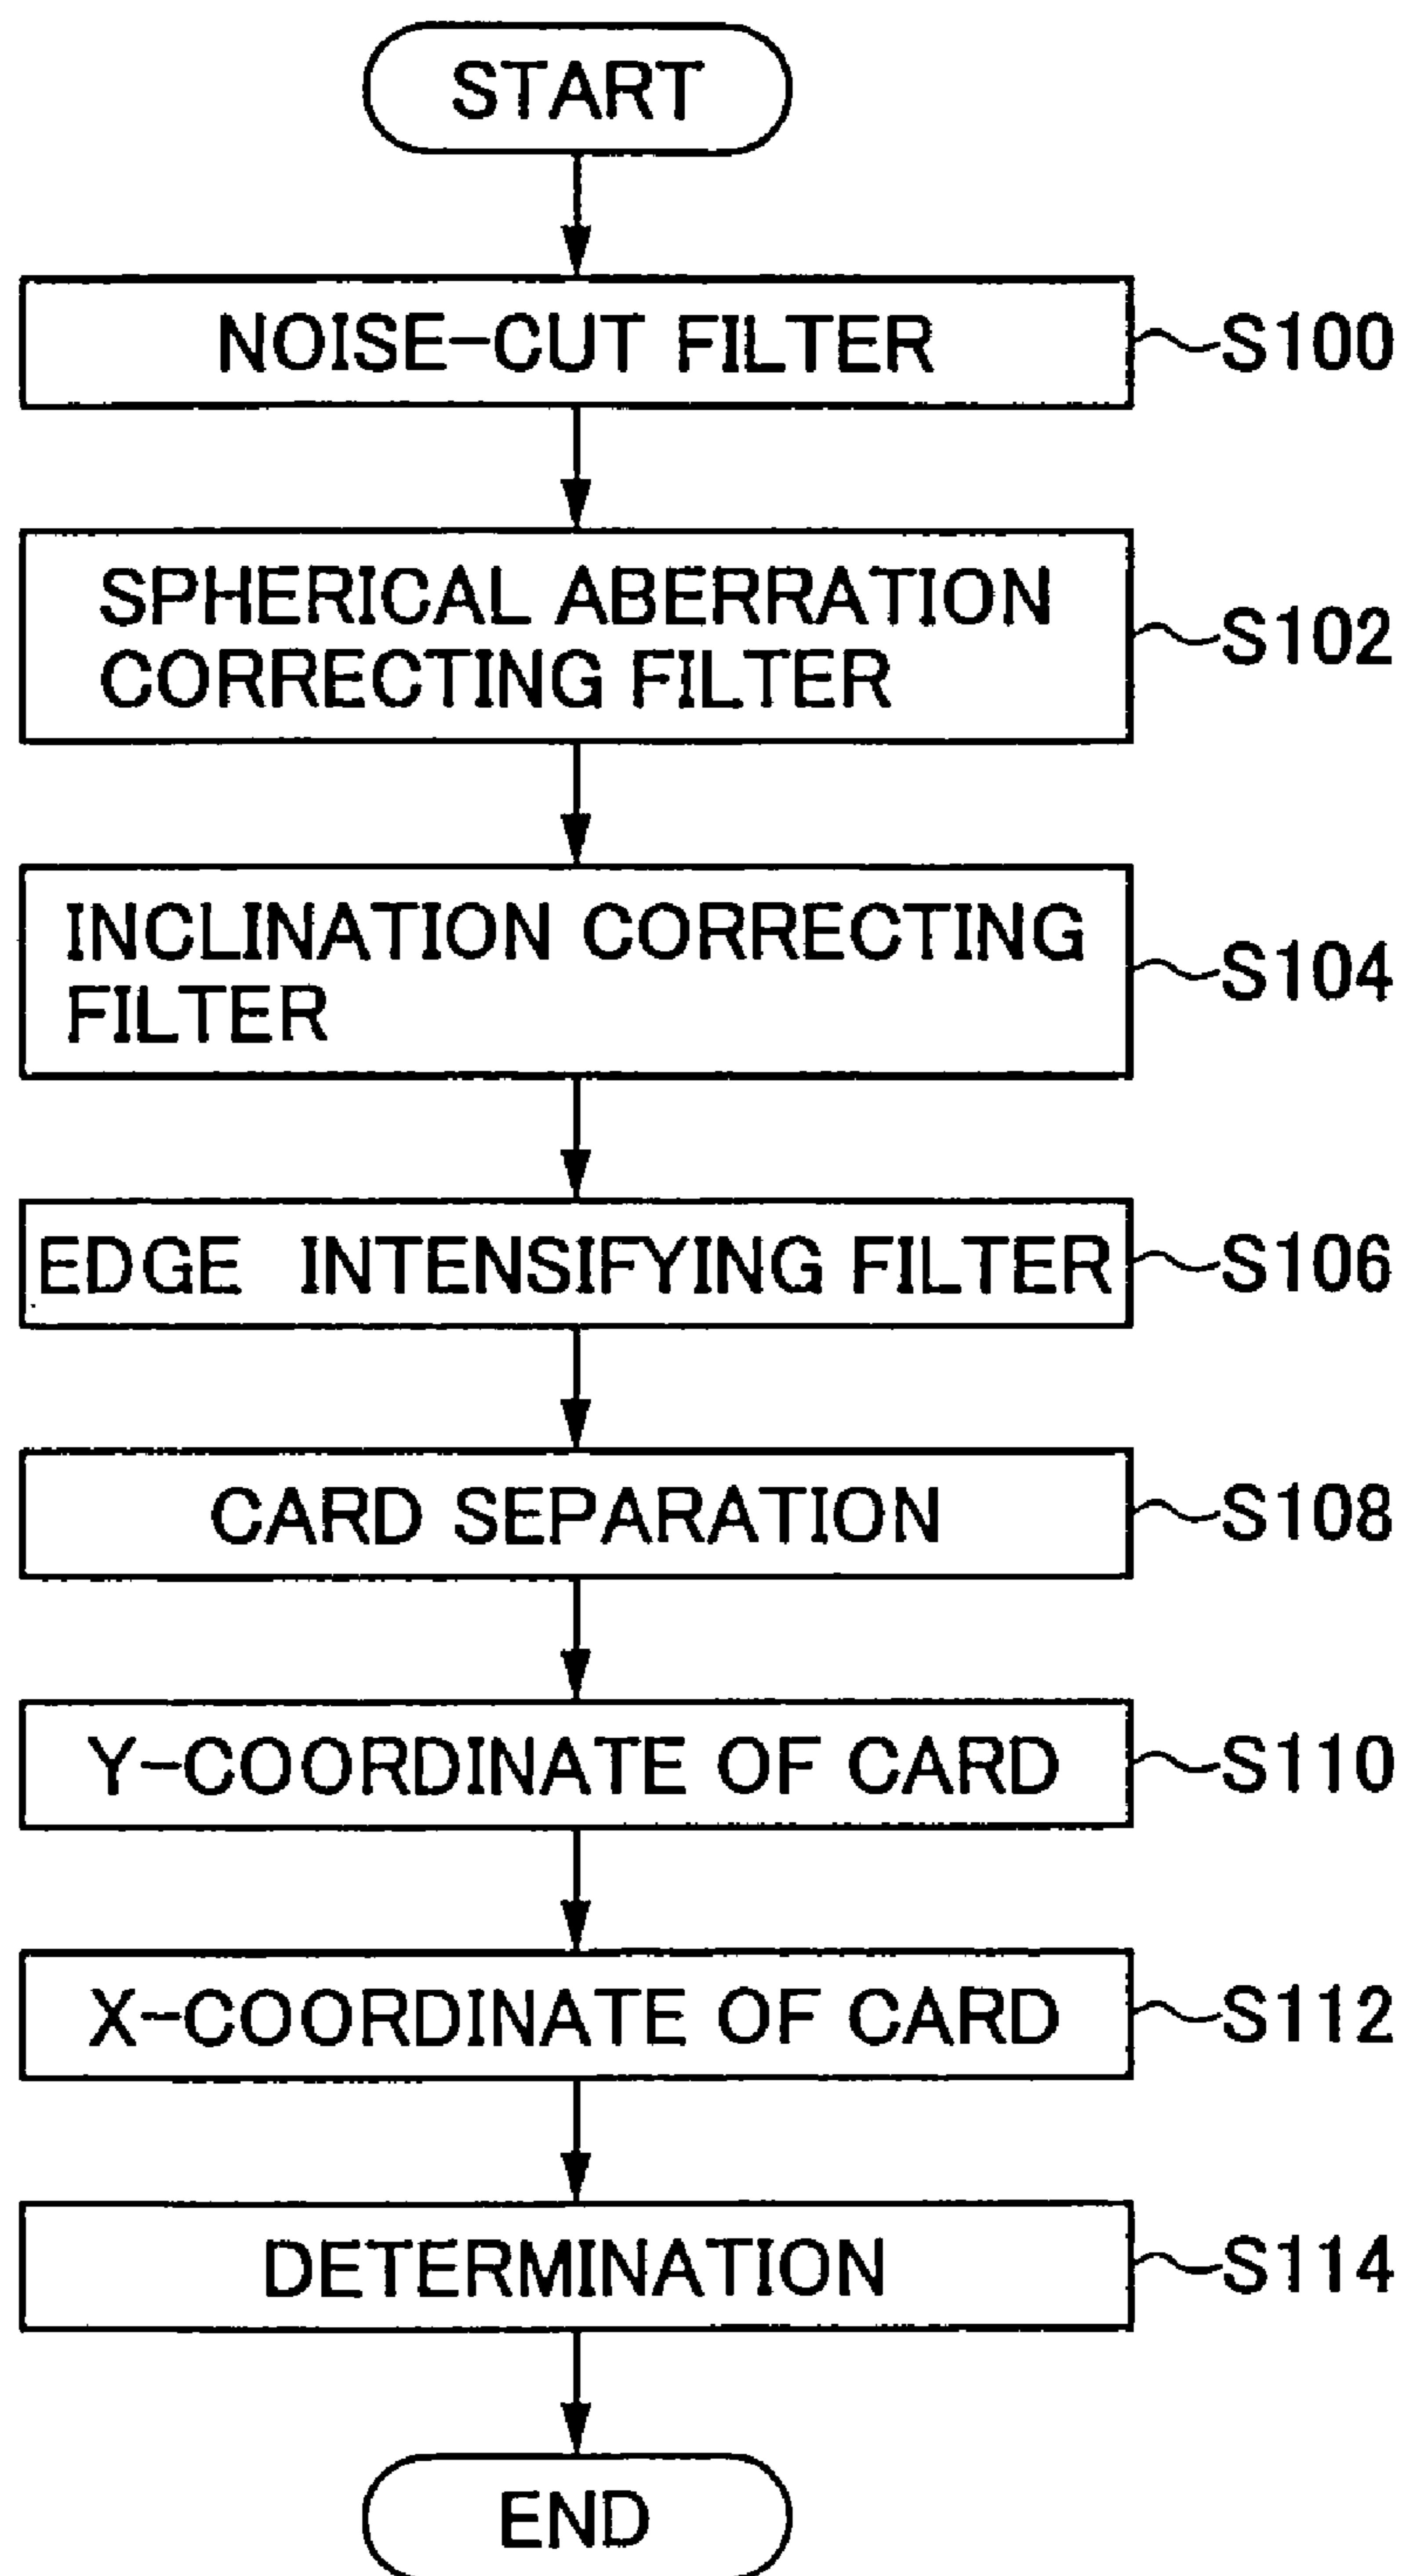 START
NOISE-CUT FILTER
S100
SPHERICAL ABERRATION
CORRECTING FILTER
S102
INCLINATION CORRECTING
FILTER
S104
EDGE INTENSIFYING FILTER
S106
CARD SEPARATION
S108
Y-COORDINATE OF CARD
S110
X-COORDINATE OF CARD
S112
DETERMINATION
S114
END